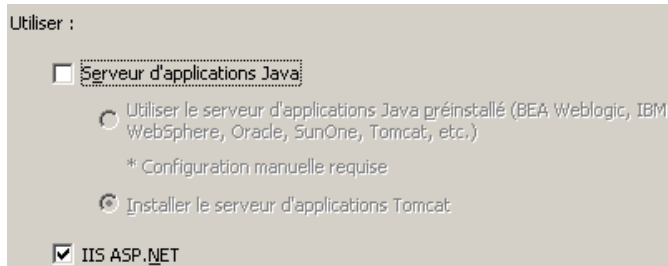 Utiliser :
Serveur d'applications Java
Utiliser le serveur d'applications Java préinstallé (BEA Weblogic, IBM
WebSphere, Oracle, SunOne, Tomcat, etc.)
* Configuration manuelle requise
Installer le serveur d'applications Tomcat
IIS ASP.NET